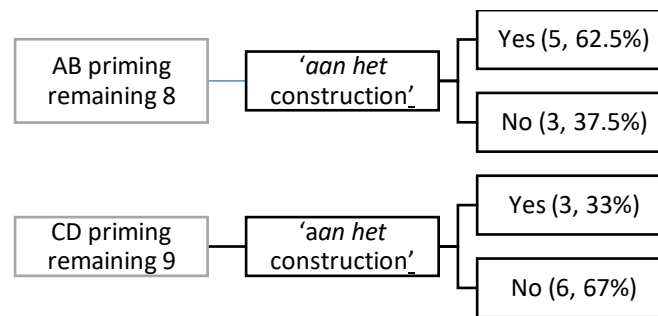 AB priming
remaining 8
‘aan het
construction’
Yes (5, 62.5%)
No (3, 37.5%)
CD priming
remaining 9
‘aan het
construction’
Yes (3, 33%)
No (6, 67%)